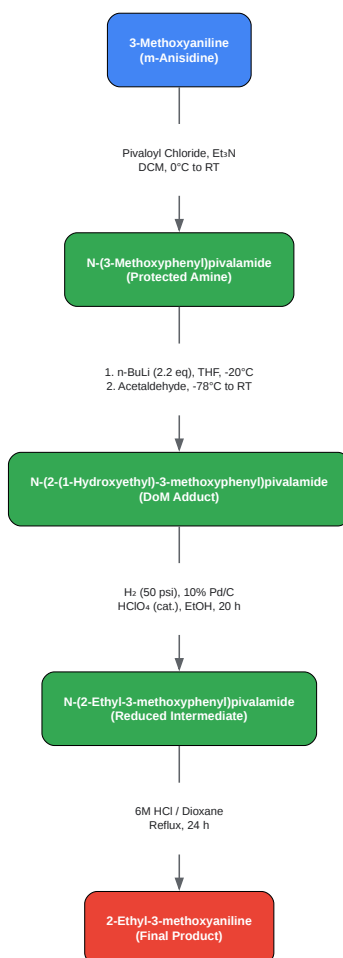 3-Methoxyaniline
(m-Anisidine)
Pivaloyl Chloride, Et₃N
DCM, 0°C to RT
N-(3-Methoxyphenyl)pivalamide
(Protected Amine)
1. n-BuLi (2.2 eq), THF, -20°C
2. Acetaldehyde, -78°C to RT
N-(2-(1-Hydroxyethyl)-3-methoxyphenyl)pivalamide
(DoM Adduct)
H₂ (50 psi), 10% Pd/C
HClO₄ (cat.), EtOH, 20 h
N-(2-Ethyl-3-methoxyphenyl)pivalamide
(Reduced Intermediate)
6M HCl / Dioxane
Reflux, 24 h
2-Ethyl-3-methoxyaniline
(Final Product)